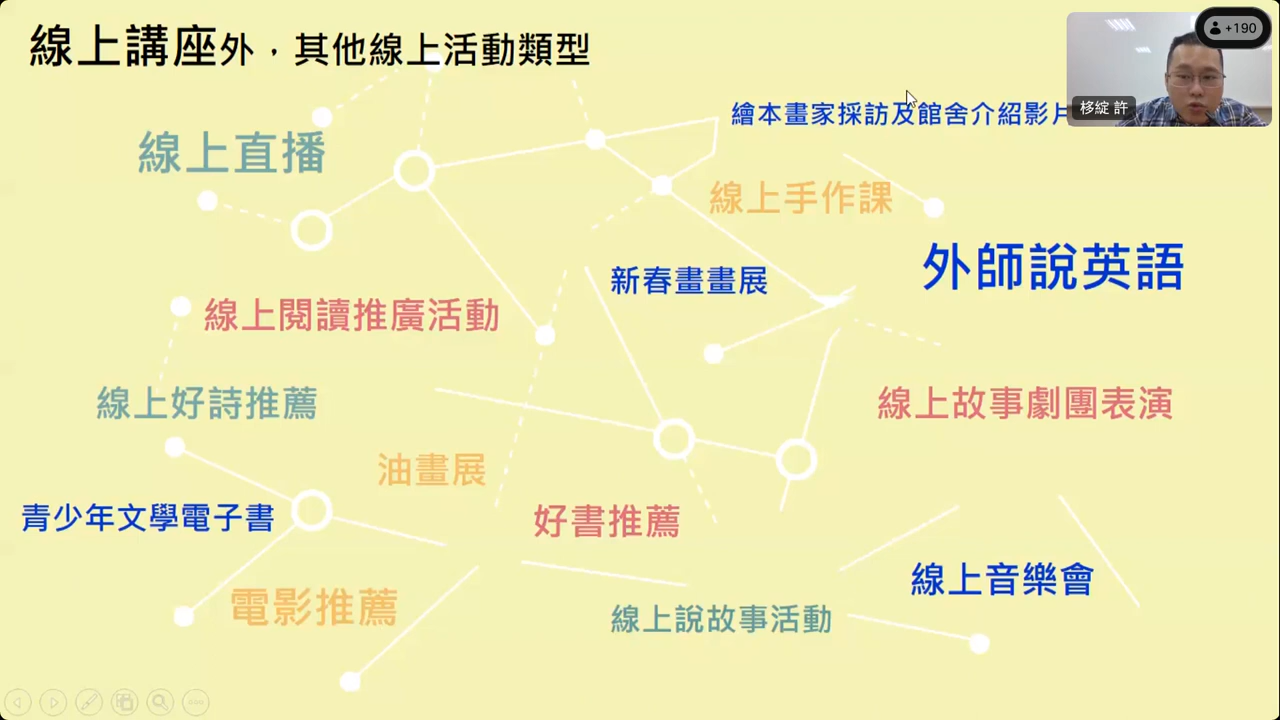 線上講座外，其他線上活動類型
+190
移綻 許
繪本畫家採訪及館舍介紹影片
線上直播
線上手作課
外師說英語
新春畫畫展
線上閱讀推廣活動
線上好詩推薦
線上故事劇團表演
油畫展
青少年文學電子書
好書推薦
線上音樂會
電影推薦
線上說故事活動